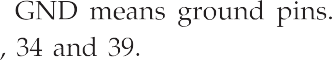 GND means ground pins.
, 34 and 39.